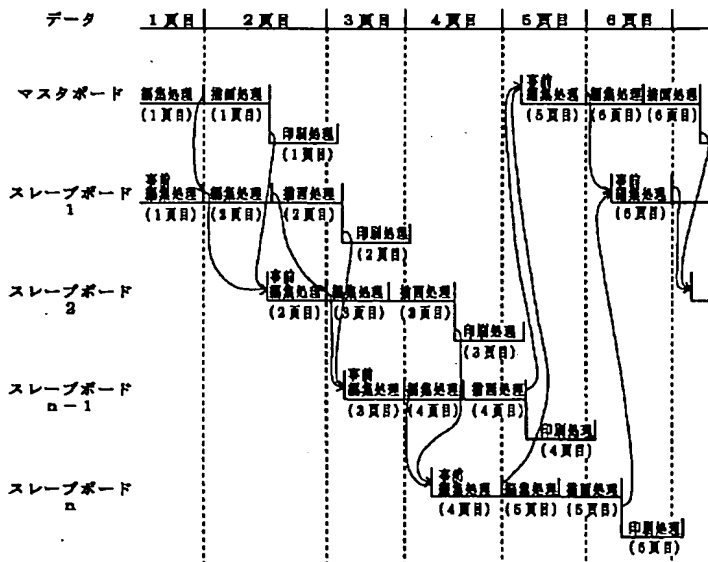 データ 1頁目 2頁目 3頁目 4頁目 5頁目 6頁目
マスタボード 編集処理 描画処理 事前編集処理 編集処理 描画処理
(1頁目) (1頁目) (5頁目) (6頁目) (6頁目)
印刷処理
(1頁目)
スレーブボード 1 事前編集処理 編集処理 描画処理 事前編集処理
(1頁目) (2頁目) (2頁目) (6頁目)
印刷処理
(2頁目)
スレーブボード 2 事前編集処理 編集処理 描画処理
(2頁目) (3頁目) (3頁目)
印刷処理
(3頁目)
スレーブボード n-1 事前編集処理 編集処理 描画処理
(3頁目) (4頁目) (4頁目)
印刷処理
(4頁目)
スレーブボード n 事前編集処理 編集処理 描画処理
(4頁目) (5頁目) (5頁目)
印刷処理
(5頁目)